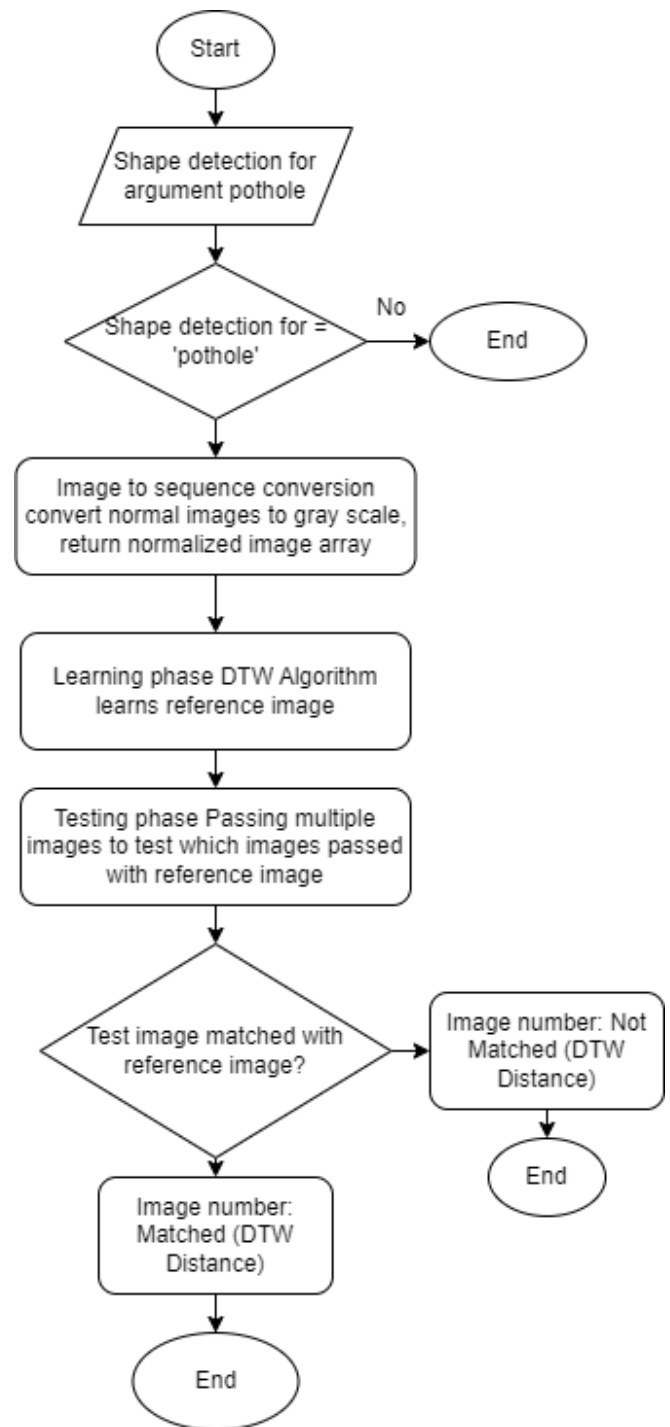 Start
Shape detection for
argument pothole
Shape detection for =
'pothole'
No
End
Image to sequence conversion
convert normal images to gray scale,
return normalized image array
Learning phase DTW Algorithm
learns reference image
Testing phase Passing multiple
images to test which images passed
with reference image
Test image matched with
reference image?
Image number: Not
Matched (DTW
Distance)
End
Image number:
Matched (DTW
Distance)
End